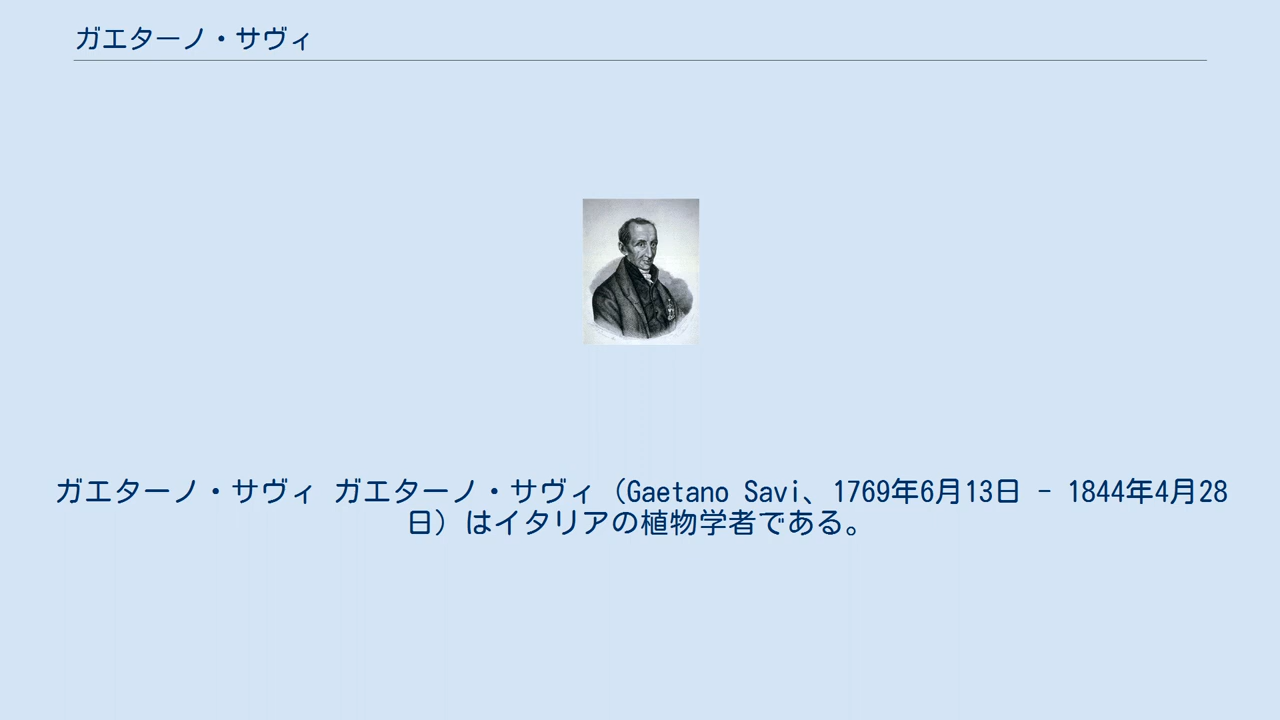 ガエターノ・サヴィ
ガエターノ・サヴィ ガエターノ・サヴィ（Gaetano Savi、1769年6月13日 - 1844年4月28
日）はイタリアの植物学者である。